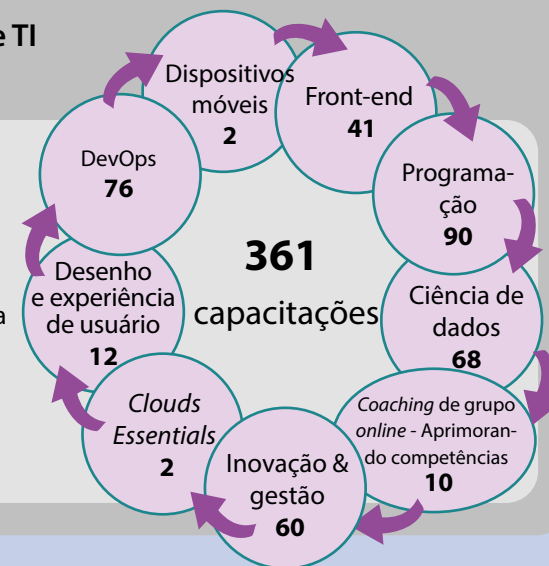 e TI
Dispositivos
móveis
2
Front-end
41
Programa-
ção
90
Ciência de
dados
68
Coaching de grupo
online - Aprimoran-
do competências
10
Inovação &
gestão
60
Clouds
Essentials
2
Desenho
e experiência
de usuário
12
DevOps
76
361
capacitações
a